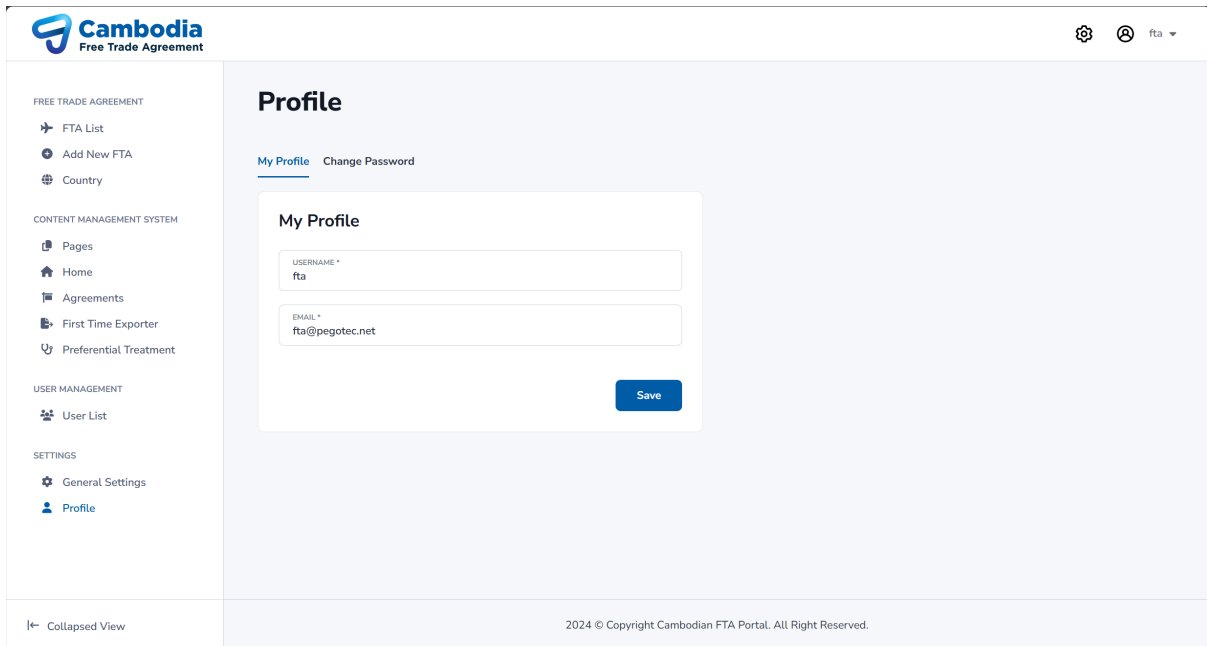 Cambodia
Free Trade Agreement
fta
FREE TRADE AGREEMENT
FTA List
Add New FTA
Country
CONTENT MANAGEMENT SYSTEM
Pages
Home
Agreements
First Time Exporter
Preferential Treatment
USER MANAGEMENT
User List
SETTINGS
General Settings
Profile
Collapsed View
Profile
My Profile Change Password
My Profile
USERNAME *
fta
EMAIL *
fta@pegotec.net
Save
2024 © Copyright Cambodian FTA Portal. All Right Reserved.